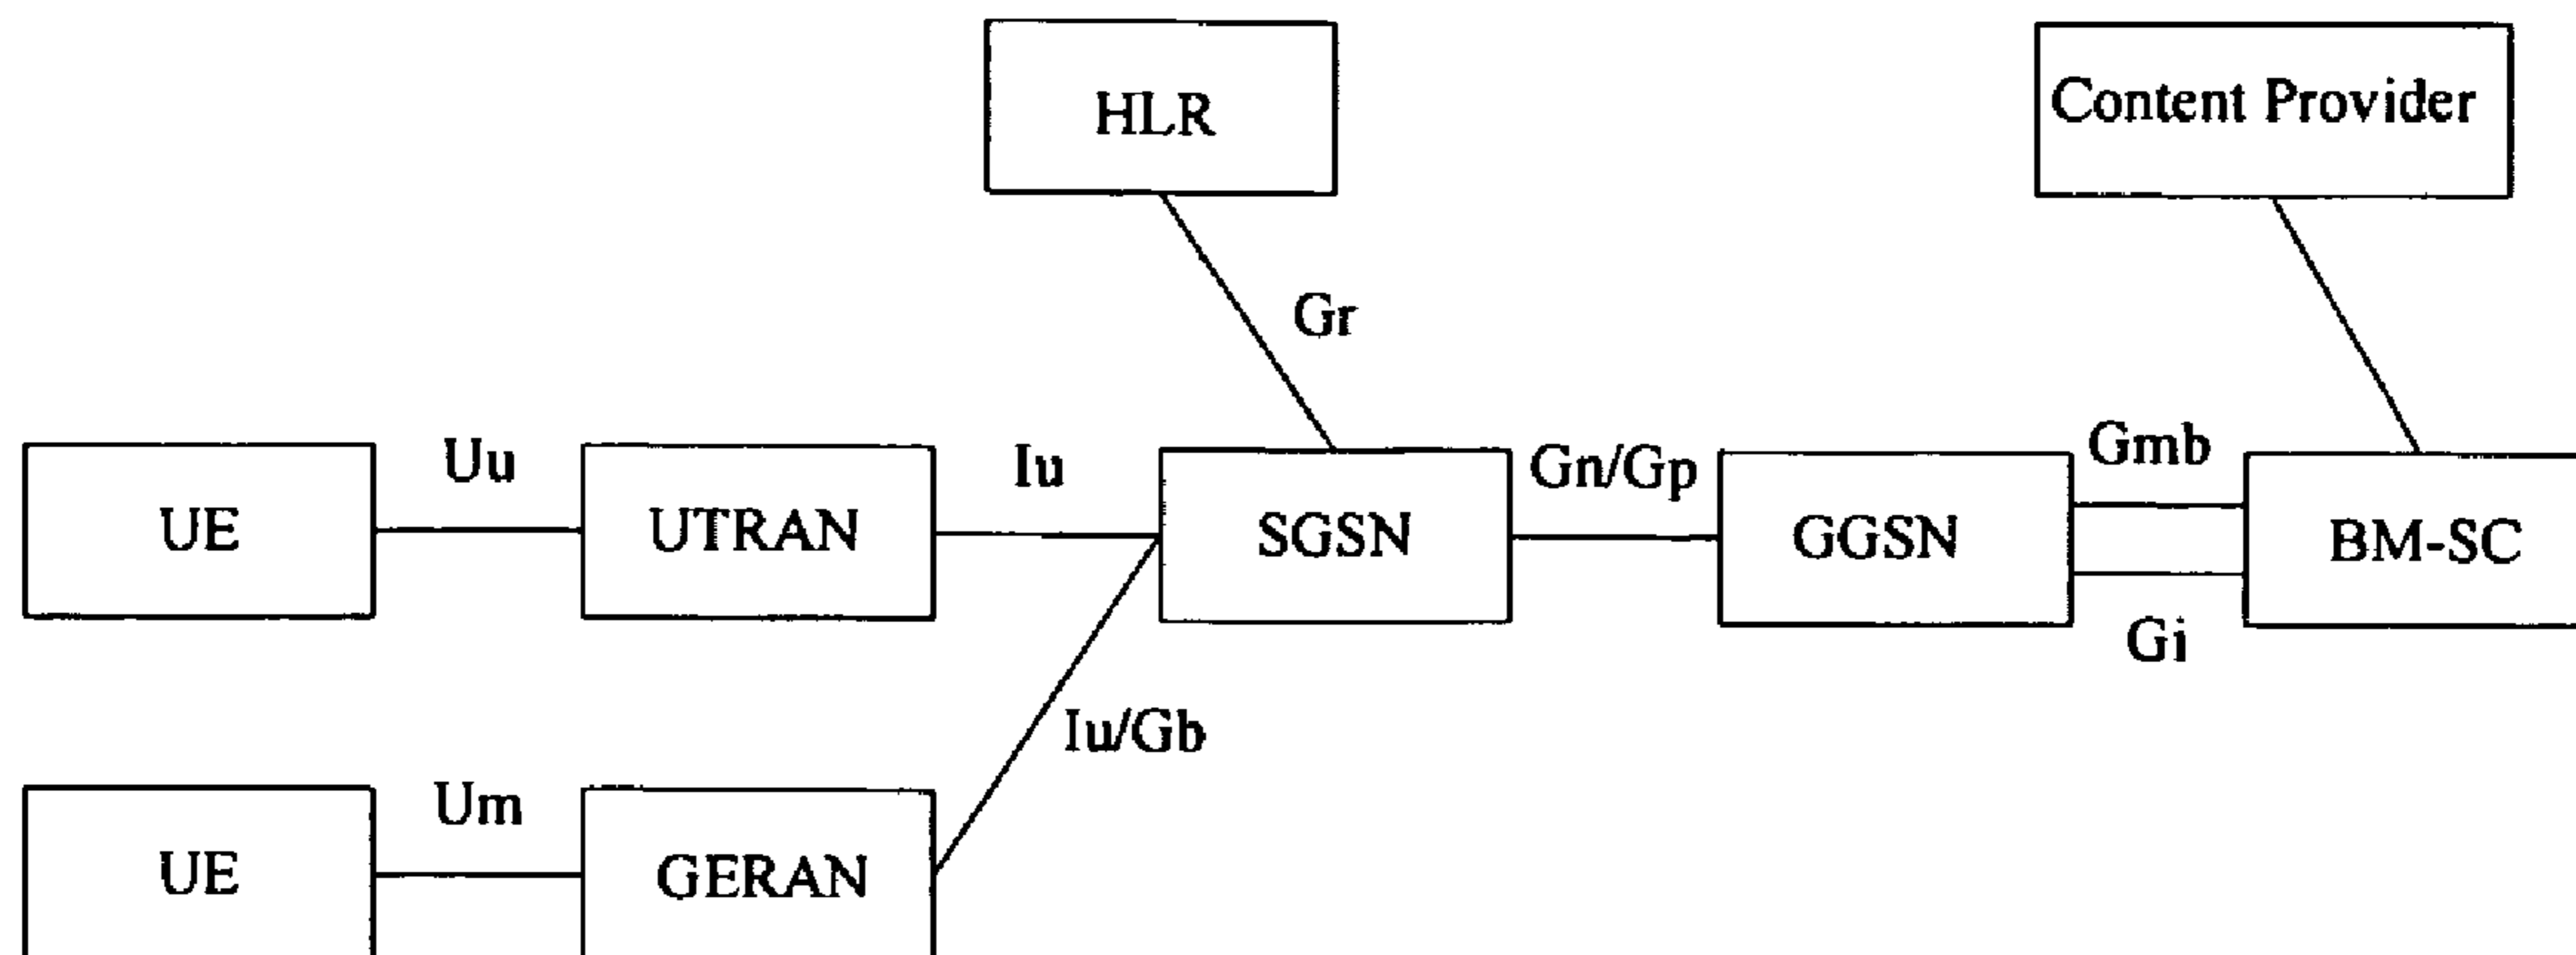 HLR
Content Provider
Gr
Uu
Iu
Gn/Gp
Gmb
UE
UTRAN
SGSN
GGSN
BM-SC
Gi
Iu/Gb
Um
UE
GERAN